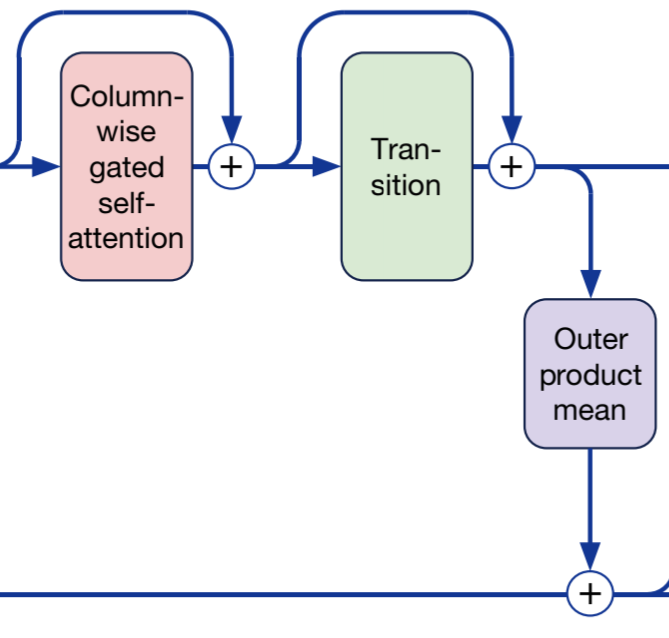 Column-
wise
gated
self-
attention
+
Tran-
sition
+
Outer
product
mean
+